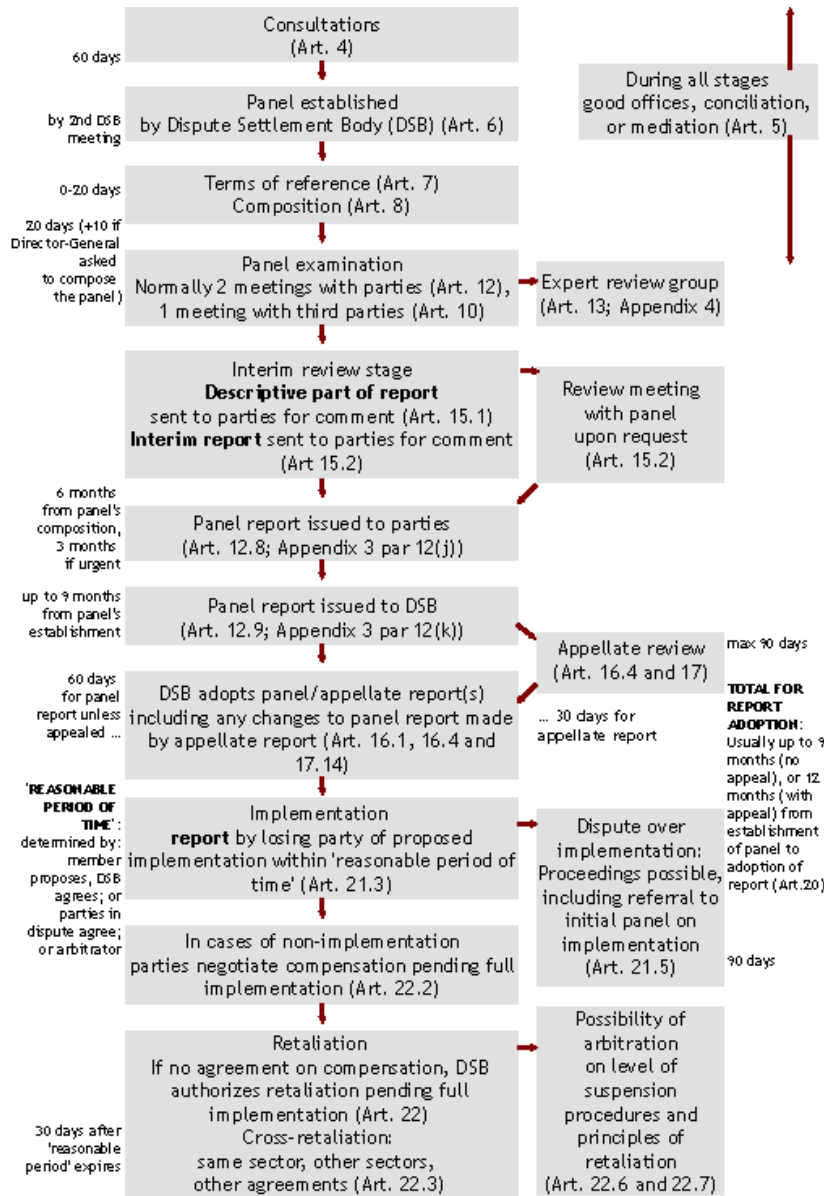 Consultations
(Art. 4)
60 days
During all stages
good offices, conciliation,
or mediation (Art. 5)
Panel established
by Dispute Settlement Body (DSB) (Art. 6)
by 2nd DSB
meeting
0-20 days
Terms of reference (Art. 7)
Composition (Art. 8)
20 days (+10 if
Director-General
asked
to compose
the panel)
Panel examination
Normally 2 meetings with parties (Art. 12),
1 meeting with third parties (Art. 10)
Expert review group
(Art. 13; Appendix 4)
Interim review stage
Descriptive part of report
sent to parties for comment (Art. 15.1)
Interim report sent to parties for comment
(Art 15.2)
Review meeting
with panel
upon request
(Art. 15.2)
6 months
from panel's
composition,
3 months
if urgent
Panel report issued to parties
(Art. 12.8; Appendix 3 par 12(j))
up to 9 months
from panel's
establishment
Panel report issued to DSB
(Art. 12.9; Appendix 3 par 12(k))
Appellate review
(Art. 16.4 and 17)
max 90 days
60 days
for panel
report unless
appealed ...
DSB adopts panel/appellate report(s)
including any changes to panel report made
by appellate report (Art. 16.1, 16.4 and
17.14)
... 30 days for
appellate report
TOTAL FOR
REPORT
ADOPTION:
Usually up to 9
months (no
appeal), or 12
months (with
appeal) from
establishment
of panel to
adoption of
report (Art.20)
'REASONABLE
PERIOD OF
TIME':
determined by:
member
proposes, DSB
agrees; or
parties in
dispute agree;
or arbitrator
Implementation
report by losing party of proposed
implementation within 'reasonable period of
time' (Art. 21.3)
Dispute over
implementation:
Proceedings possible,
including referral to
initial panel on
implementation
(Art. 21.5)
90 days
In cases of non-implementation
parties negotiate compensation pending full
implementation (Art. 22.2)
Retaliation
If no agreement on compensation, DSB
authorizes retaliation pending full
implementation (Art. 22)
Cross-retaliation:
same sector, other sectors,
other agreements (Art. 22.3)
30 days after
'reasonable
period' expires
Possibility of
arbitration
on level of
suspension
procedures and
principles of
retaliation
(Art. 22.6 and 22.7)